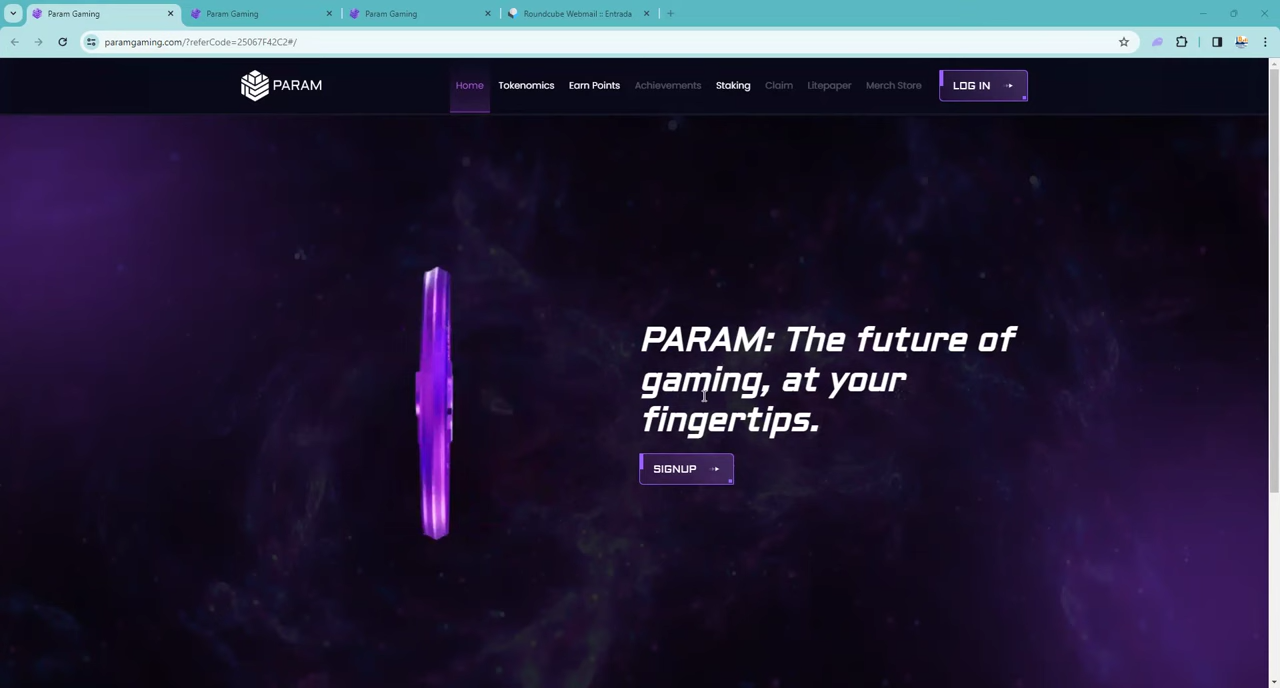 Param Gaming
Param Gaming
Param Gaming
Roundcube Webmail :: Entrada
paramgaming.com/?referCode=25067F42C2#/
PARAM
Home
Tokenomics
Earn Points
Achievements
Staking
Claim
Litepaper
Merch Store
LOG IN
PARAM: The future of
gaming, at your
fingertips.
SIGNUP